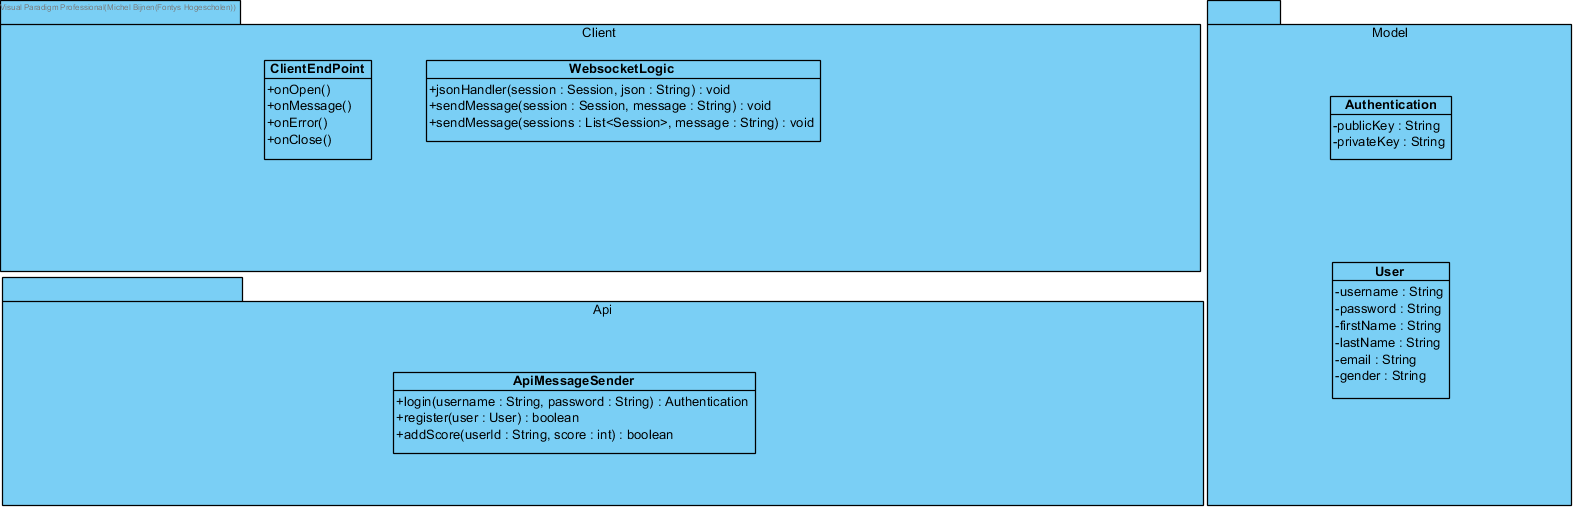 Visual Paradigm Professional(Michel Bijnen(Fontys Hogescholen))
Client
ClientEndPoint
+onOpen()
+onMessage()
+onError()
+onClose()
WebsocketLogic
+jsonHandler(session : Session, json : String) : void
+sendMessage(session : Session, message : String) : void
+sendMessage(sessions : List<Session>, message : String) : void
Model
Authentication
-publicKey : String
-privateKey : String
User
-username : String
-password : String
-firstName : String
-lastName : String
-email : String
-gender : String
Api
ApiMessageSender
+login(username : String, password : String) : Authentication
+register(user : User) : boolean
+addScore(userId : String, score : int) : boolean